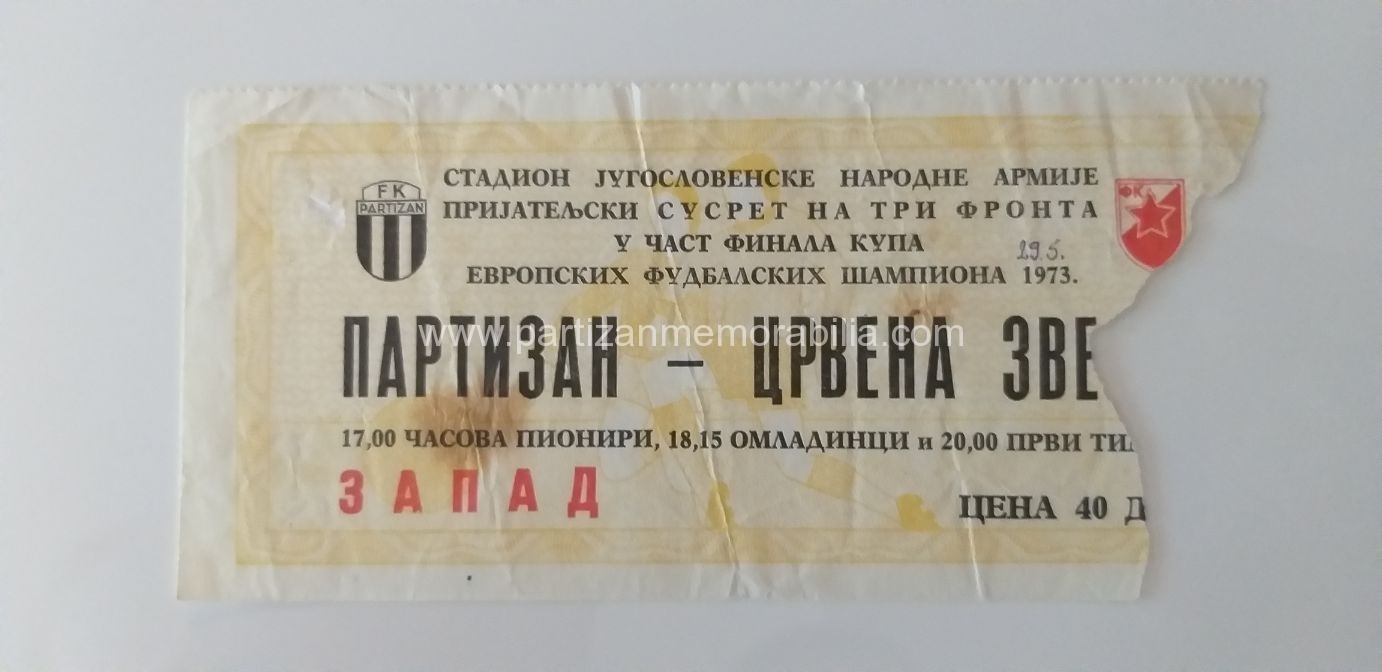 СТАДИОН ЈУГОСЛОВЕНСКЕ НАРОДНЕ АРМИЈЕ
FK
PARTIZAN
ПРИЈАТЕЉСКИ СУСРЕТ НА ТРИ ФРОНТА
ФК
У ЧАСТ ФИНАЛА КУПА
29.5.
ЕВРОПСКИХ ФУДБАЛСКИХ ШАМПИОНА 1973.
www.partizanmemorabilia.com
ПАРТИЗАН – ЦРВЕНА ЗВЕ
17,00 ЧАСОВА ПИОНИРИ, 18,15 ОМЛАДИНЦИ и 20,00 ПРВИ ТИ
ЗАПАД
ЦЕНА 40 Д